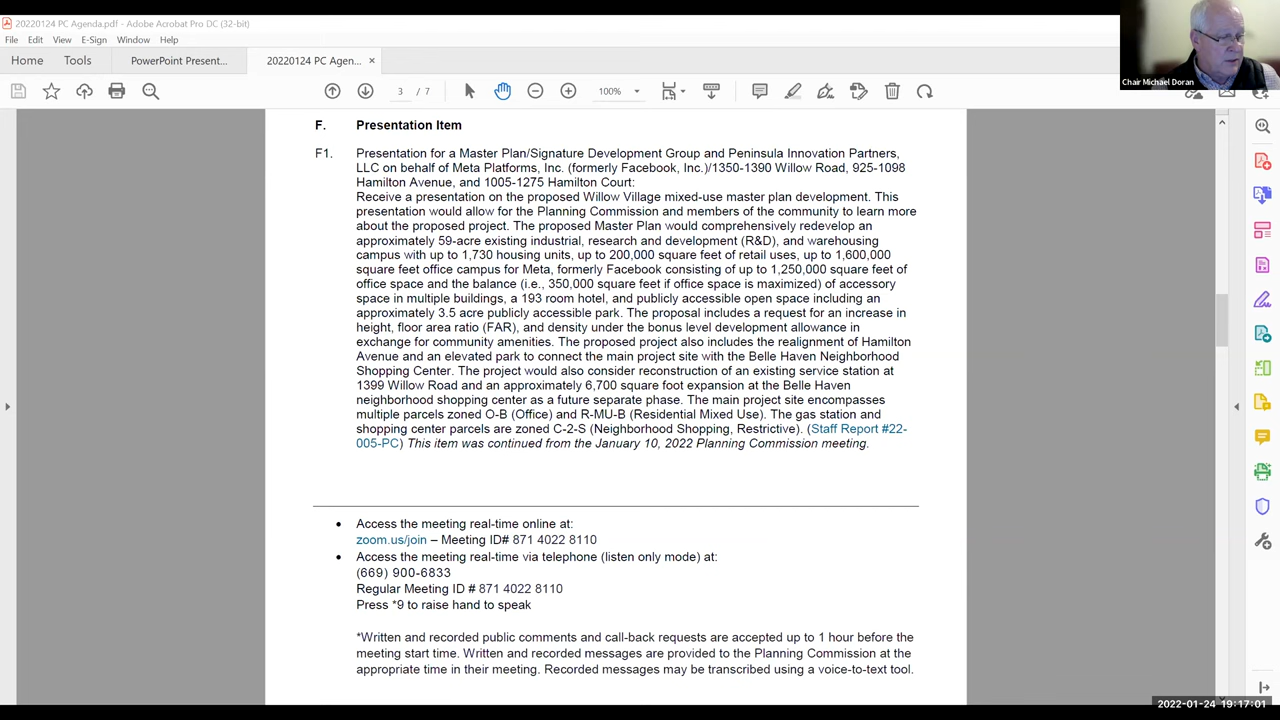 20220124 PC Agenda.pdf - Adobe Acrobat Pro DC (32-bit)
File Edit View E-Sign Window Help
Home Tools PowerPoint Present... 20220124 PC Agen... ×
3 / 100%
Chair Michael Doran
F. Presentation Item
F1. Presentation for a Master Plan/Signature Development Group and Peninsula Innovation Partners,
LLC on behalf of Meta Platforms, Inc. (formerly Facebook, Inc.)/1350-1390 Willow Road, 925-1098
Hamilton Avenue, and 1005-1275 Hamilton Court:
Receive a presentation on the proposed Willow Village mixed-use master plan development. This
presentation would allow for the Planning Commission and members of the community to learn more
about the proposed project. The proposed Master Plan would comprehensively redevelop an
approximately 59-acre existing industrial, research and development (R&D), and warehousing
campus with up to 1,730 housing units, up to 200,000 square feet of retail uses, up to 1,600,000
square feet office campus for Meta, formerly Facebook consisting of up to 1,250,000 square feet of
office space and the balance (i.e., 350,000 square feet if office space is maximized) of accessory
space in multiple buildings, a 193 room hotel, and publicly accessible open space including an
approximately 3.5 acre publicly accessible park. The proposal includes a request for an increase in
height, floor area ratio (FAR), and density under the bonus level development allowance in
exchange for community amenities. The proposed project also includes the realignment of Hamilton
Avenue and an elevated park to connect the main project site with the Belle Haven Neighborhood
Shopping Center. The project would also consider reconstruction of an existing service station at
1399 Willow Road and an approximately 6,700 square foot expansion at the Belle Haven
neighborhood shopping center as a future separate phase. The main project site encompasses
multiple parcels zoned O-B (Office) and R-MU-B (Residential Mixed Use). The gas station and
shopping center parcels are zoned C-2-S (Neighborhood Shopping, Restrictive). (Staff Report #22-
005-PC) This item was continued from the January 10, 2022 Planning Commission meeting.
• Access the meeting real-time online at:
zoom.us/join – Meeting ID# 871 4022 8110
• Access the meeting real-time via telephone (listen only mode) at:
(669) 900-6833
Regular Meeting ID # 871 4022 8110
Press *9 to raise hand to speak
*Written and recorded public comments and call-back requests are accepted up to 1 hour before the
meeting start time. Written and recorded messages are provided to the Planning Commission at the
appropriate time in their meeting. Recorded messages may be transcribed using a voice-to-text tool.
2022-01-24 19:17:01